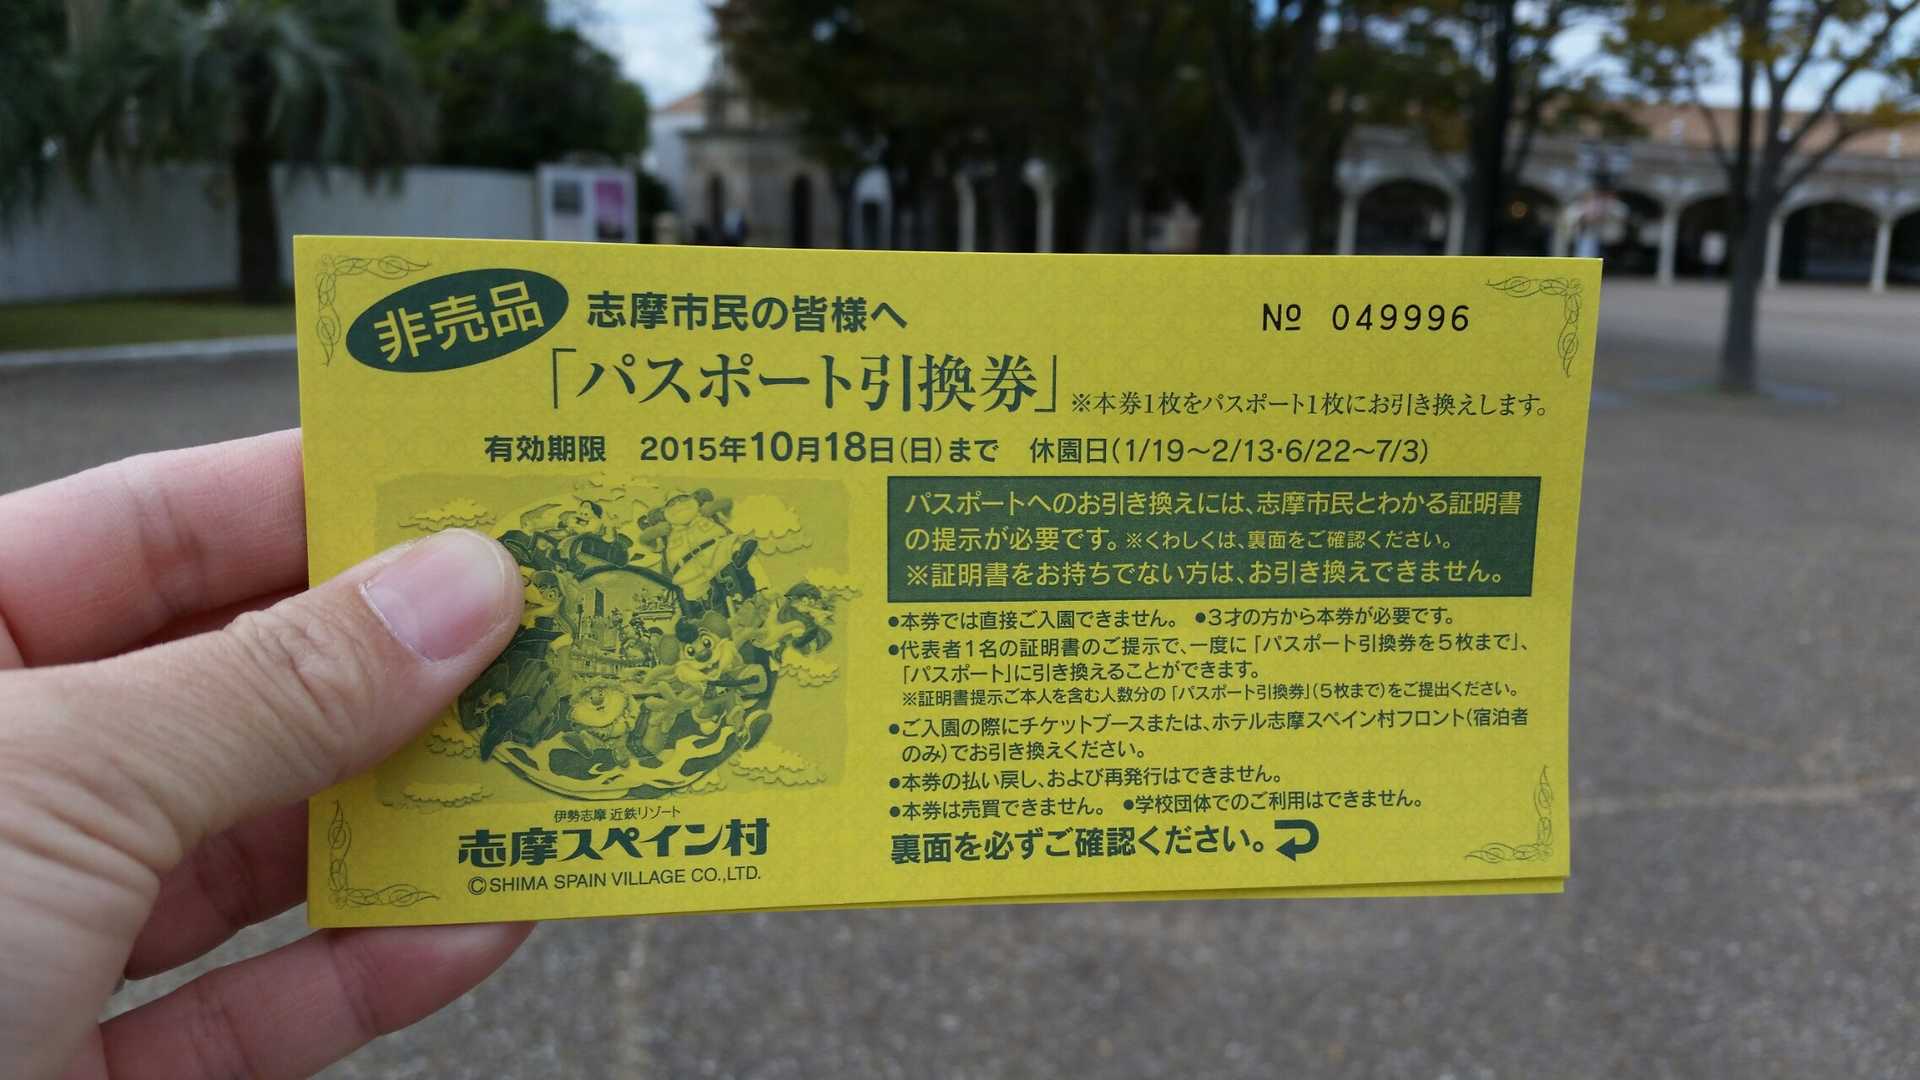 非売品
志摩市民の皆様へ
№ 049996
「パスポート引換券」 ※本券1枚をパスポート1枚にお引き換えします。
有効期限 2015年10月18日(日)まで 休園日(1/19〜2/13・6/22〜7/3)
パスポートへのお引き換えには、志摩市民とわかる証明書
の提示が必要です。※くわしくは、裏面をご確認ください。
※証明書をお持ちでない方は、お引き換えできません。
●本券では直接ご入園できません。 ●3才の方から本券が必要です。
●代表者1名の証明書のご提示で、一度に「パスポート引換券を5枚まで」、
「パスポート」に引き換えることができます。
※証明書提示ご本人を含む人数分の「パスポート引換券」(5枚まで)をご提出ください。
●ご入園の際にチケットブースまたは、ホテル志摩スペイン村フロント(宿泊者
のみ)でお引き換えください。
●本券の払い戻し、および再発行はできません。
●本券は売買できません。 ●学校団体でのご利用はできません。
裏面を必ずご確認ください。
伊勢志摩 近鉄リゾート
志摩スペイン村
©SHIMA SPAIN VILLAGE CO.,LTD.